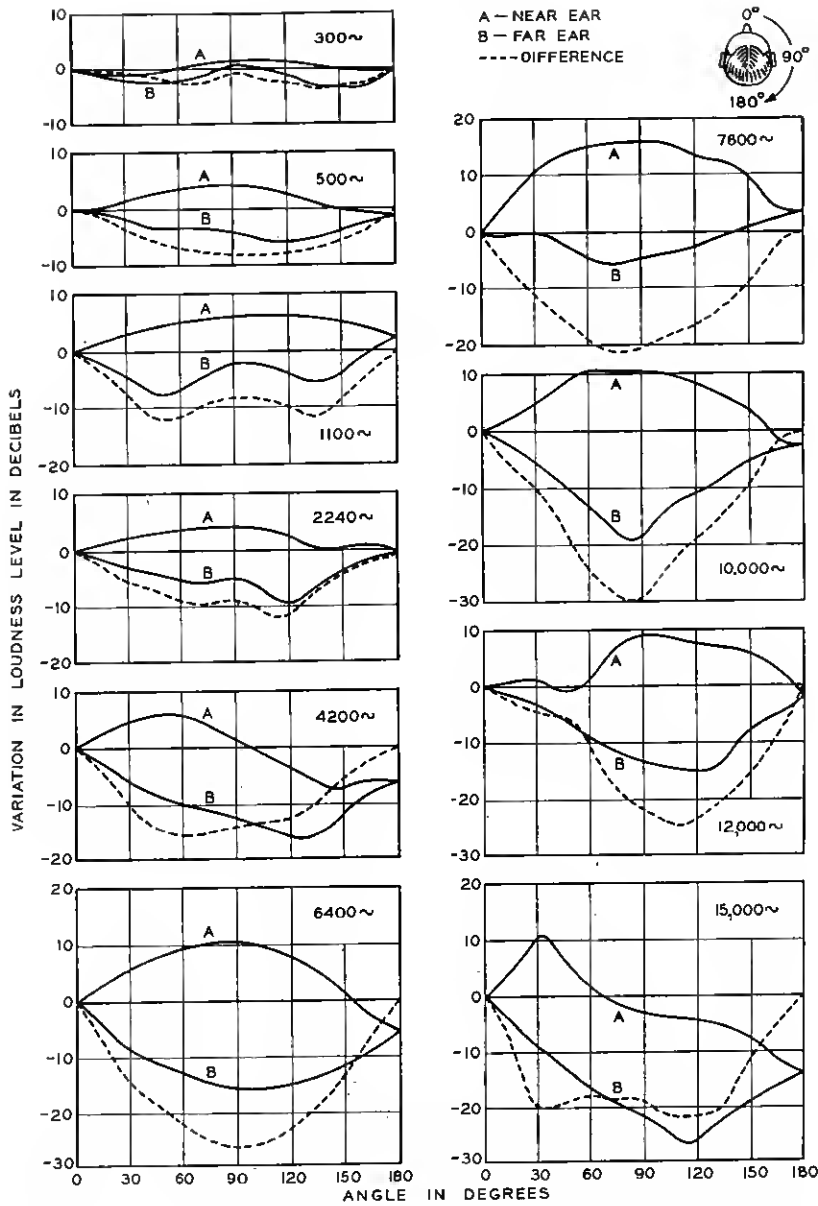 A — NEAR EAR
B — FAR EAR
---- DIFFERENCE
0°
90°
180°
VARIATION IN LOUDNESS LEVEL IN DECIBELS
10
0
-10
300~
A
B
10
0
-10
500~
A
B
10
0
-10
-20
1100~
A
B
10
0
-10
-20
2240~
A
B
10
0
-10
-20
4200~
A
B
20
10
0
-10
-20
-30
6400~
A
B
0 30 60 90 120 150 180
20
10
0
-10
-20
7600~
A
B
10
0
-10
-20
-30
10,000~
A
B
10
0
-10
-20
-30
12,000~
A
B
20
10
0
-10
-20
-30
15,000~
A
B
0 30 60 90 120 150 180
ANGLE IN DEGREES